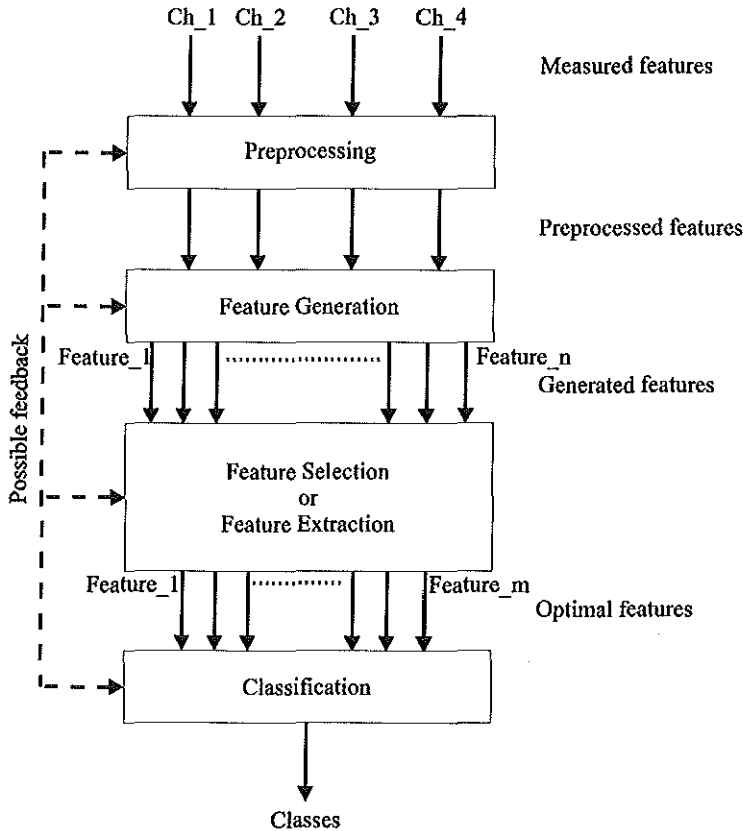 Ch_1 Ch_2 Ch_3 Ch_4
Measured features
Preprocessing
Preprocessed features
Feature Generation
Feature_1 Feature_n
Generated features
Possible feedback
Feature Selection
or
Feature Extraction
Feature_1 Feature_m
Optimal features
Classification
Classes